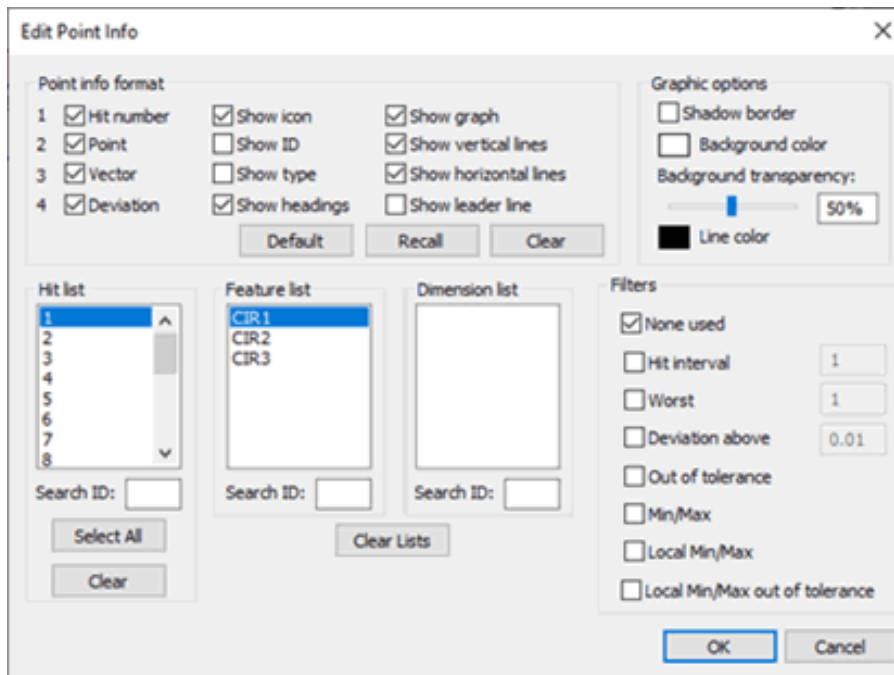 Edit Point Info
Point info format
1 Hit number Show icon Show graph
2 Point Show ID Show vertical lines
3 Vector Show type Show horizontal lines
4 Deviation Show headings Show leader line
Default Recall Clear
Graphic options
Shadow border
Background color
Background transparency:
50%
Line color
Hit list
1
2
3
4
5
6
7
8
Search ID:
Select All
Clear
Feature list
CIR1
CIR2
CIR3
Search ID:
Dimension list
Search ID:
Clear Lists
Filters
None used
Hit interval 1
Worst 1
Deviation above 0.01
Out of tolerance
Min/Max
Local Min/Max
Local Min/Max out of tolerance
OK Cancel